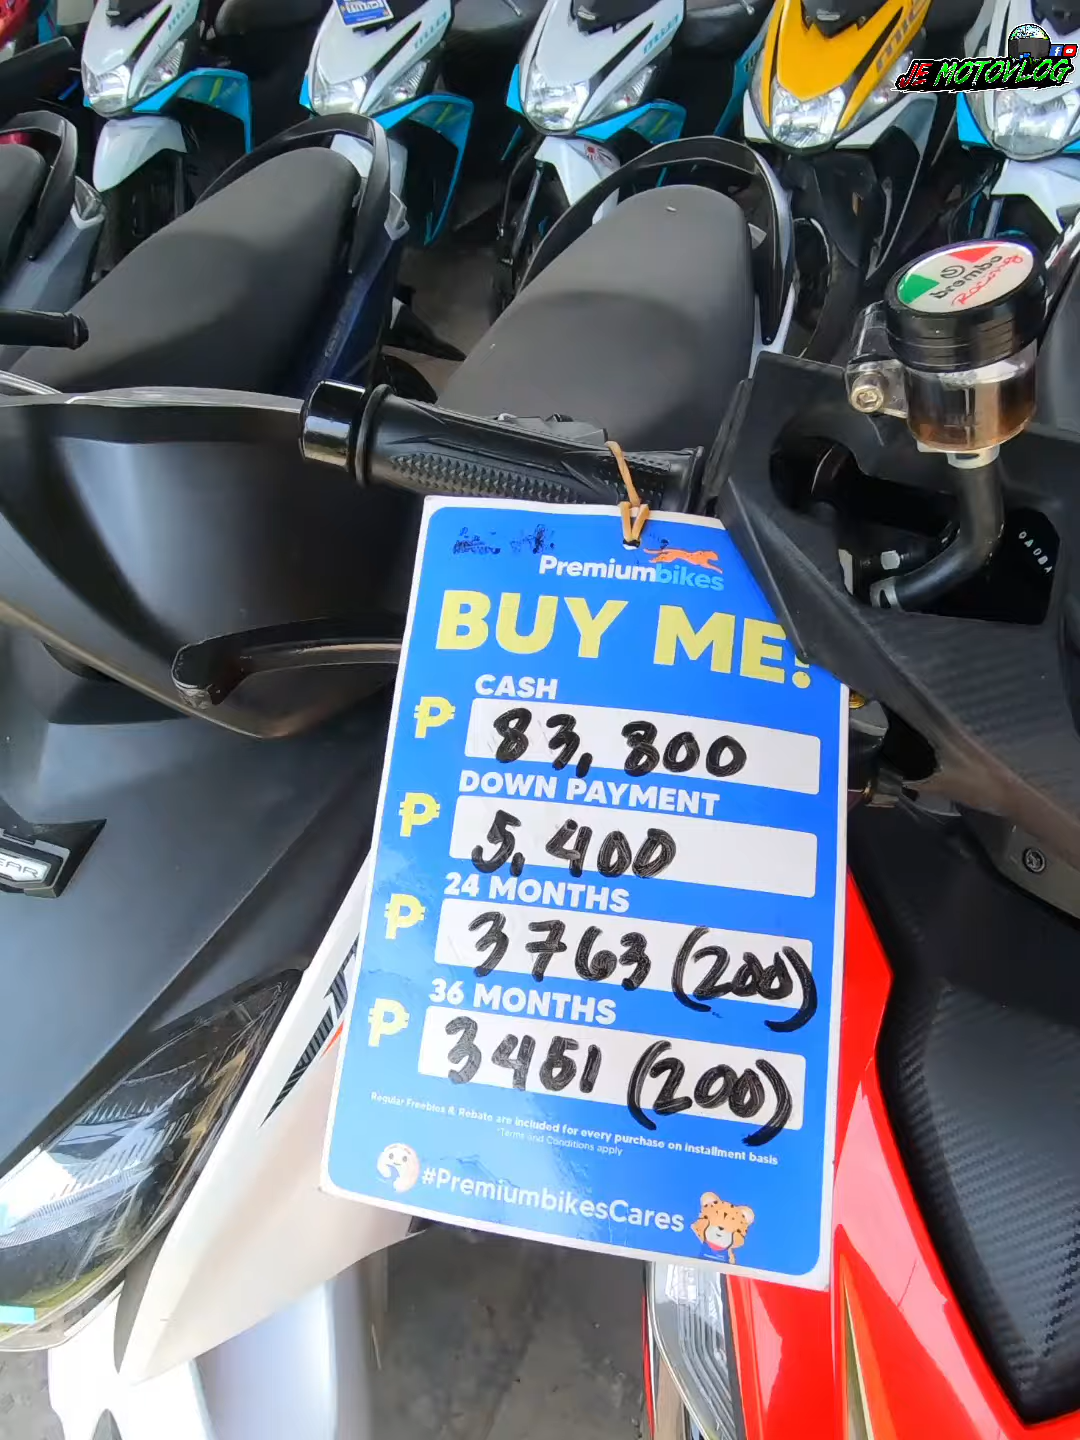 JE MOTOVLOG
brembo
Racing
Premiumbikes
BUY ME!
CASH
₱ 83,800
DOWN PAYMENT
₱ 5,400
24 MONTHS
₱ 3763 (200)
36 MONTHS
₱ 3451 (200)
Regular Freebies & Rebate are included for every purchase on installment basis
*Terms and Conditions apply
#PremiumbikesCares